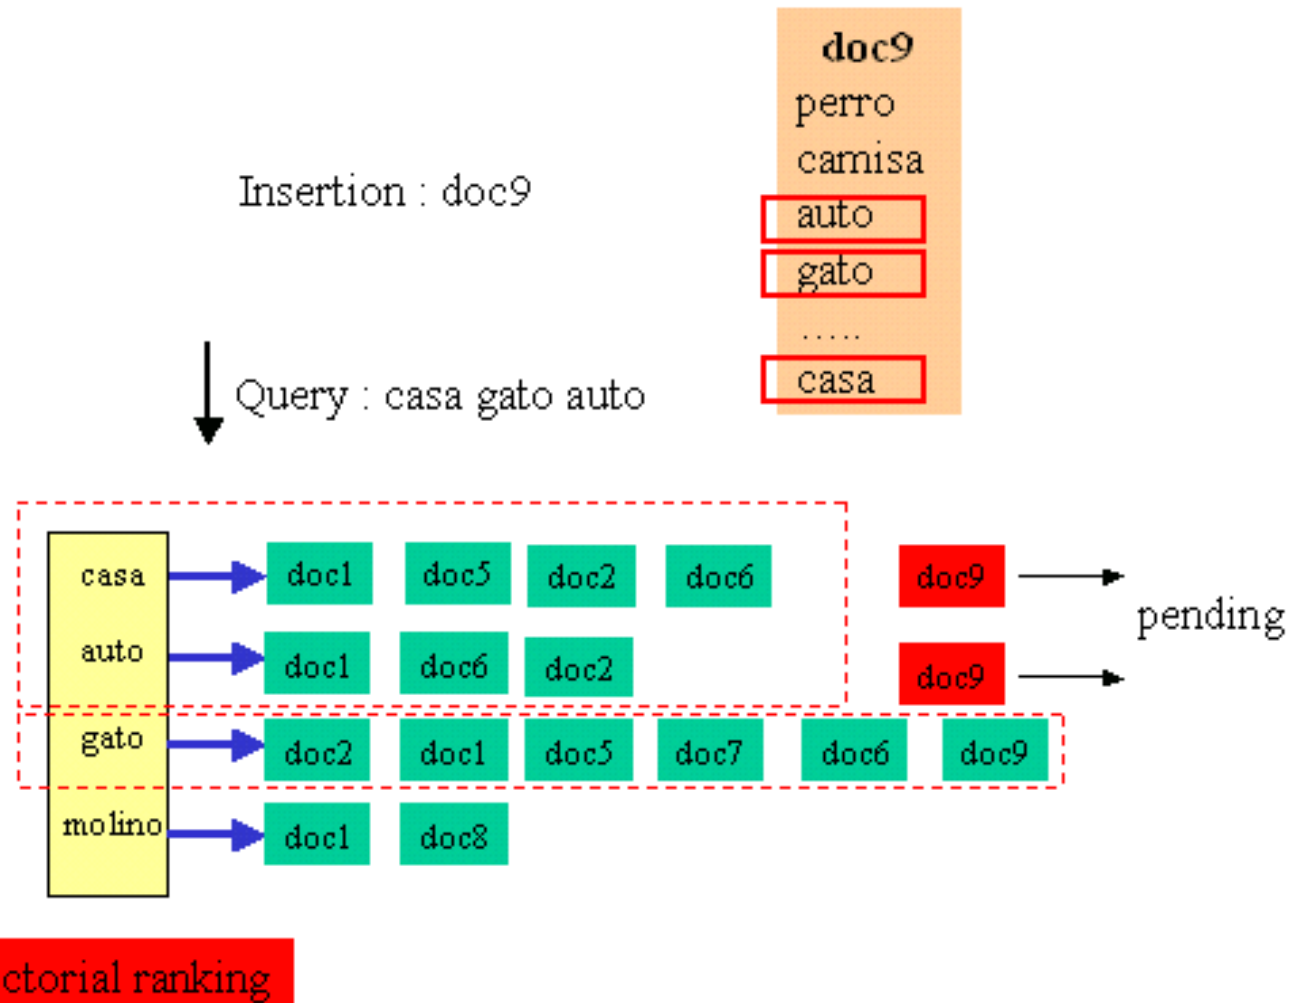 doc9
perro
camisa
auto
gato
.....
casa
Insertion : doc9
Query : casa gato auto
casa doc1 doc5 doc2 doc6 doc9
pending
auto doc1 doc6 doc2 doc9
gato doc2 doc1 doc5 doc7 doc6 doc9
molino doc1 doc8
ctorial ranking